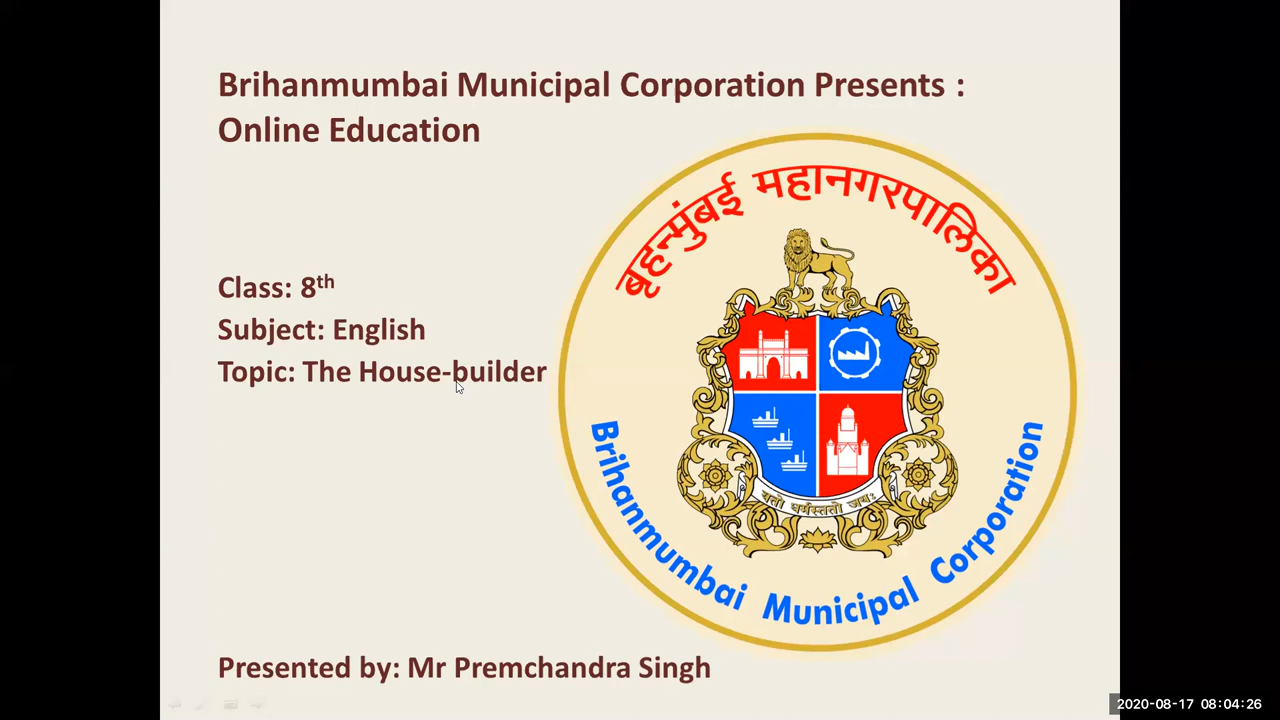 Brihanmumbai Municipal Corporation Presents :
Online Education
बृहन्मुंबई महानगरपालिका
Class: 8th
Subject: English
Topic: The House-builder
यतो धर्मस्ततो जयः
Brihanmumbai Municipal Corporation
Presented by: Mr Premchandra Singh
2020-08-17 08:04:26